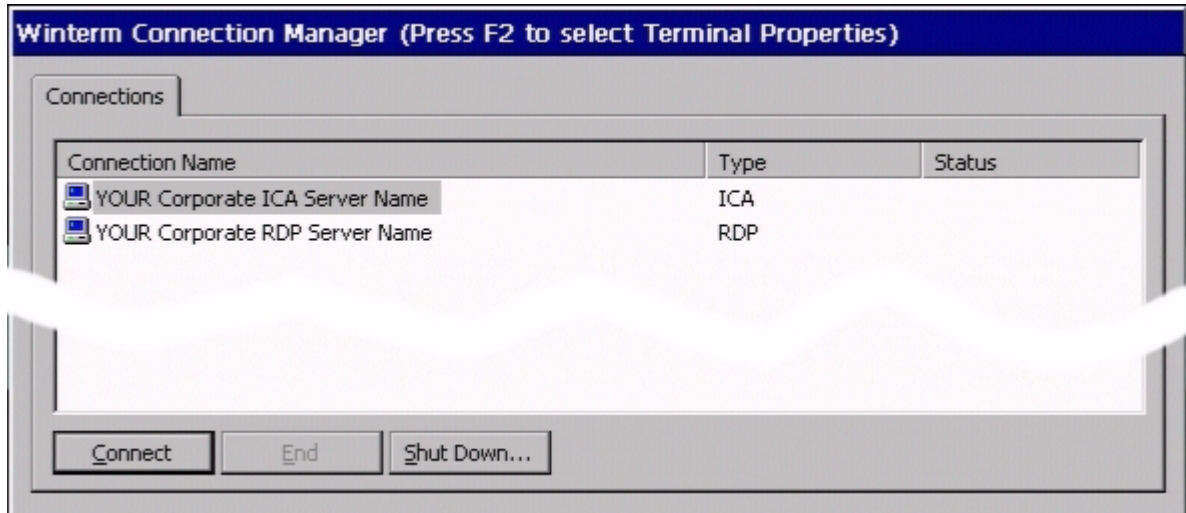 Winterm Connection Manager (Press F2 to select Terminal Properties)
Connections
Connection Name Type Status
YOUR Corporate ICA Server Name ICA
YOUR Corporate RDP Server Name RDP
Connect End Shut Down...